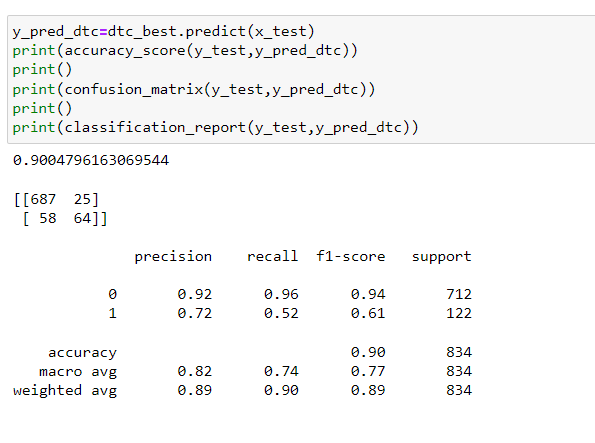 y_pred_dtc=dtc_best.predict(x_test)
print(accuracy_score(y_test,y_pred_dtc))
print()
print(confusion_matrix(y_test,y_pred_dtc))
print()
print(classification_report(y_test,y_pred_dtc))
0.9004796163069544
[[687  25]
 [ 58  64]]
              precision    recall  f1-score   support
           0       0.92      0.96      0.94       712
           1       0.72      0.52      0.61       122
    accuracy                           0.90       834
   macro avg       0.82      0.74      0.77       834
weighted avg       0.89      0.90      0.89       834